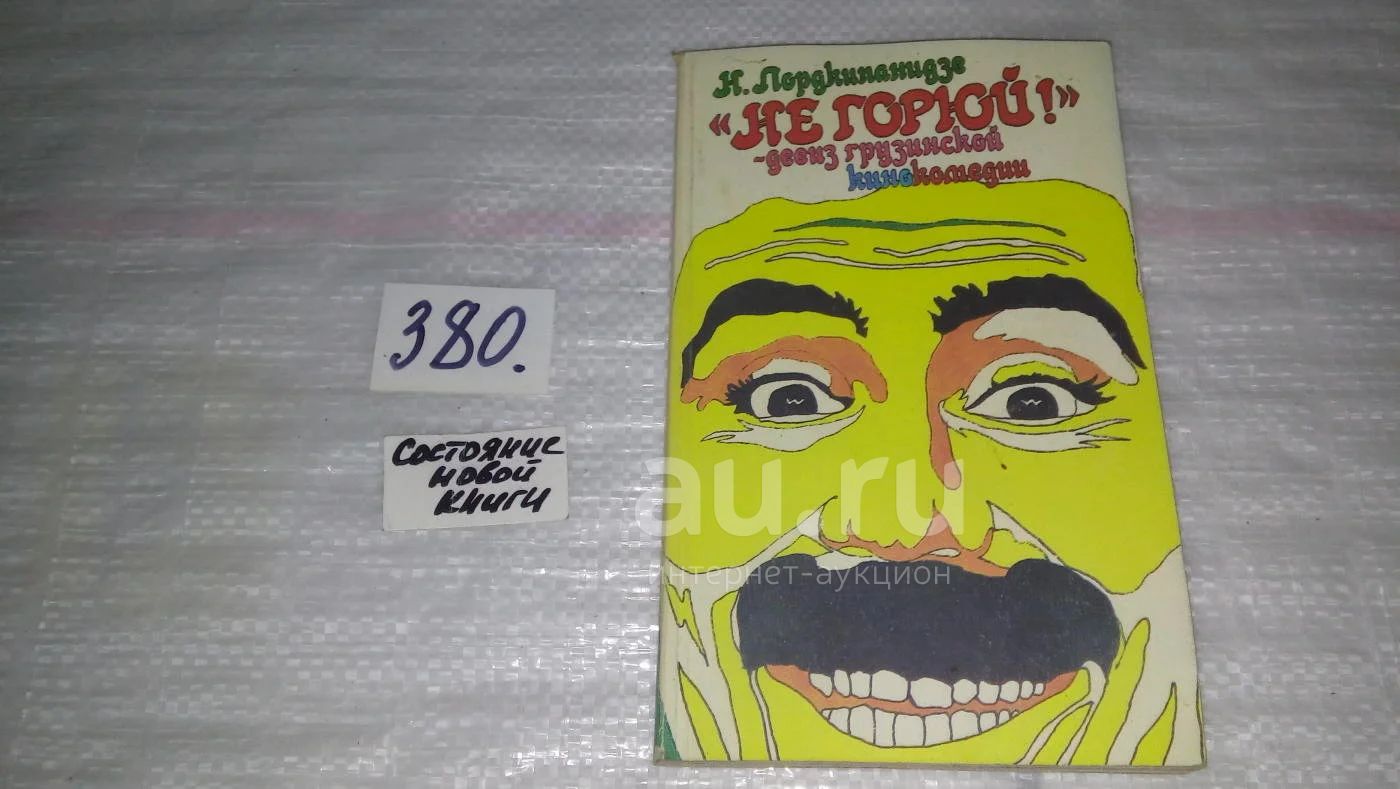 Н. Лордкипанидзе
«НЕ ГОРЮЙ!»
-девиз грузинской
кинокомедии
380.
Состояние
новой
книги
au.ru
интернет-аукцион